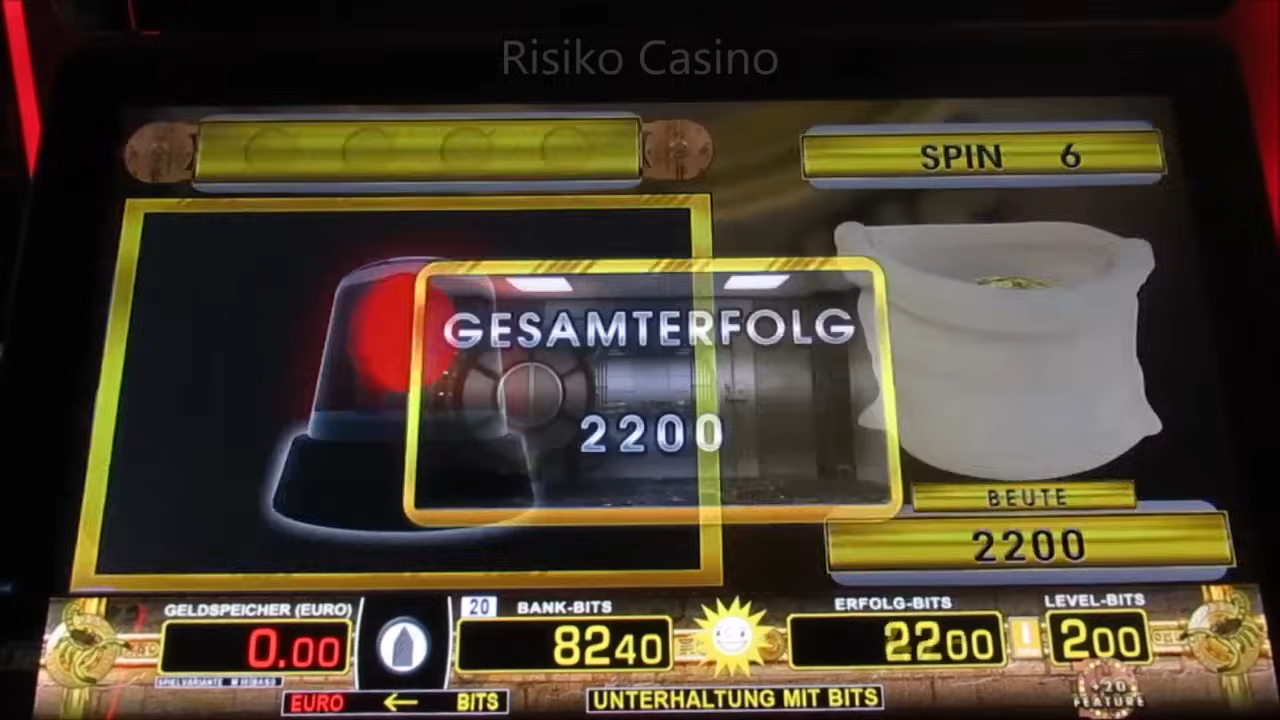 Risiko Casino
SPIN 6
GESAMTERFOLG
2200
BEUTE
2200
GELDSPEICHER (EURO)
0.00
20 BANK-BITS
8240
ERFOLG-BITS
2200
LEVEL-BITS
200
EURO ← BITS
UNTERHALTUNG MIT BITS
+20
FEATURE